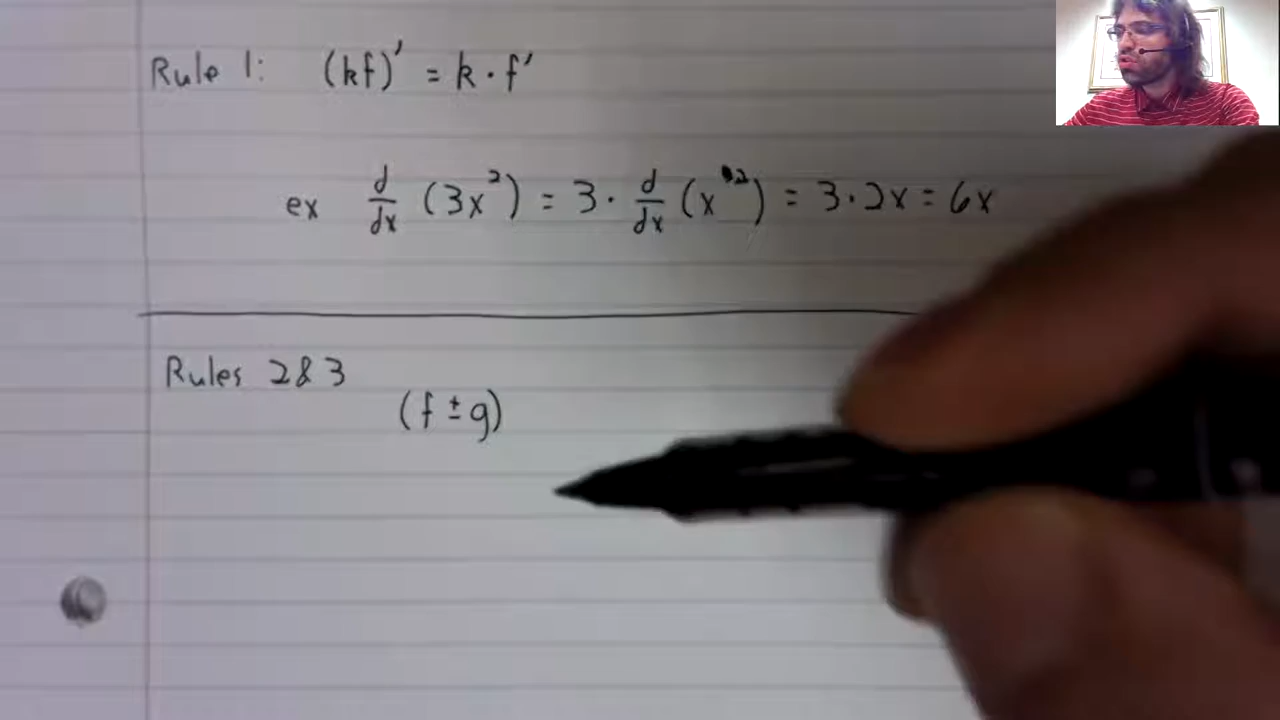 Rule 1: (kf)' = k · f'
ex d/dx (3x²) = 3 · d/dx (x²) = 3 · 2x = 6x
Rules 2 & 3
(f ± g)